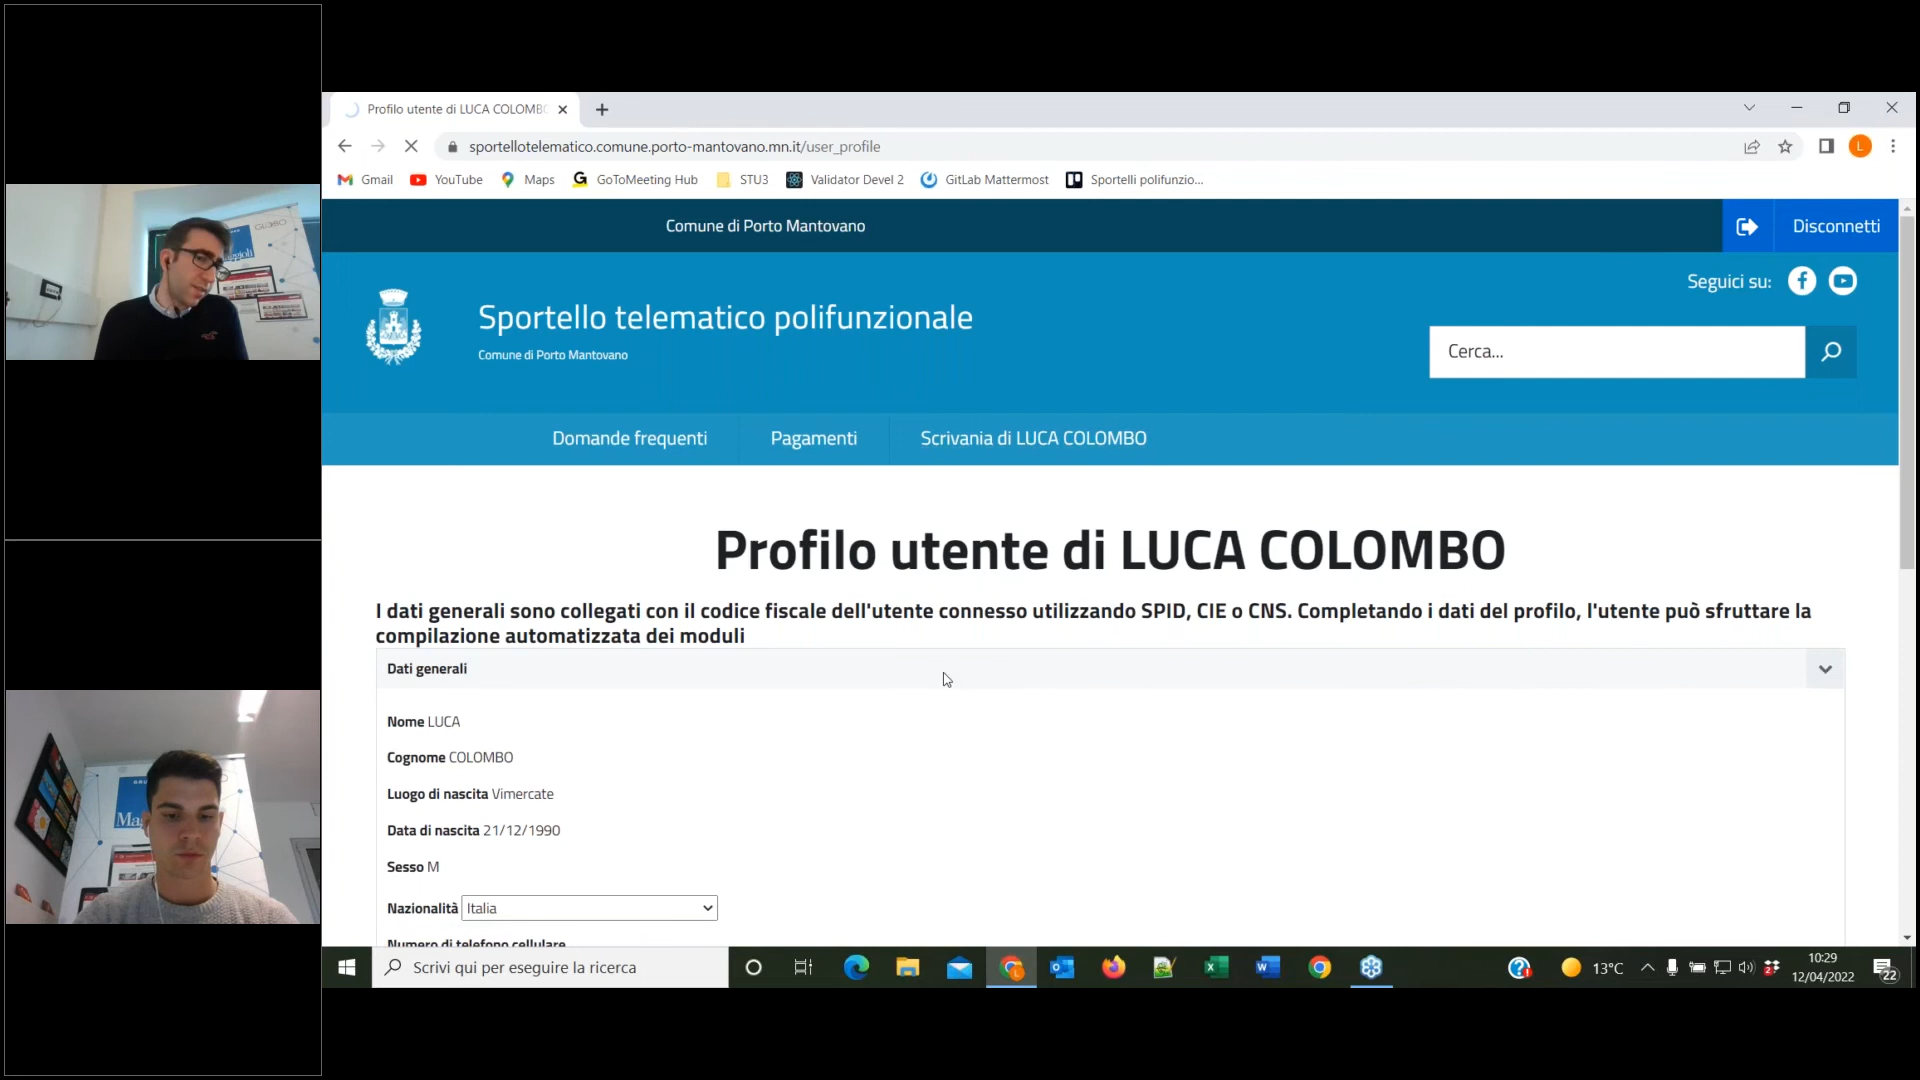 Profilo utente di LUCA COLOMBO
sportellotelematico.comune.porto-mantovano.mn.it/user_profile
L
Gmail
YouTube
Maps
GoToMeeting Hub
STU3
Validator Devel 2
GitLab Mattermost
Sportelli polifunzio...
Comune di Porto Mantovano
Disconnetti
Seguici su:
Sportello telematico polifunzionale
Comune di Porto Mantovano
Cerca...
Domande frequenti
Pagamenti
Scrivania di LUCA COLOMBO
Profilo utente di LUCA COLOMBO
I dati generali sono collegati con il codice fiscale dell'utente connesso utilizzando SPID, CIE o CNS. Completando i dati del profilo, l'utente può sfruttare la
compilazione automatizzata dei moduli
Dati generali
Nome LUCA
Cognome COLOMBO
Luogo di nascita Vimercate
Data di nascita 21/12/1990
Sesso M
Nazionalità Italia
Numero di telefono cellulare
Scrivi qui per eseguire la ricerca
13°C
10:29
12/04/2022
22